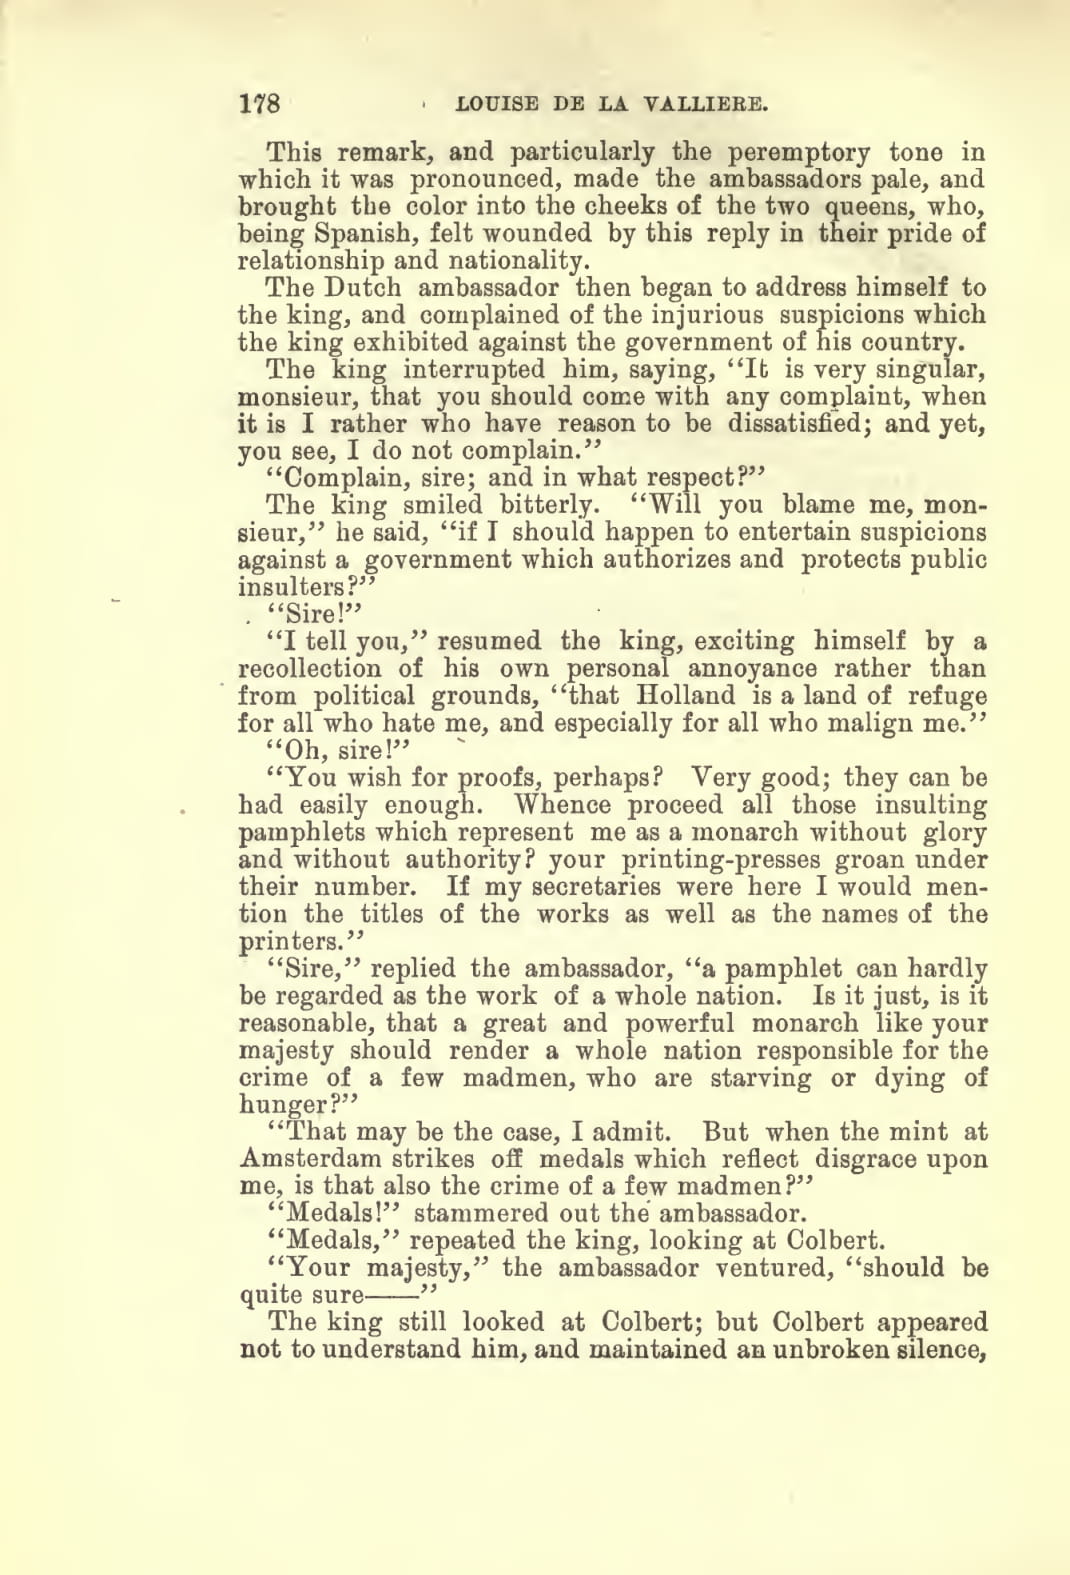 178 LOUISE DE LA VALLIERE.
This remark, and particularly the peremptory tone in
which it was pronounced, made the ambassadors pale, and
brought the color into the cheeks of the two queens, who,
being Spanish, felt wounded by this reply in their pride of
relationship and nationality.
The Dutch ambassador then began to address himself to
the king, and complained of the injurious suspicions which
the king exhibited against the government of his country.
The king interrupted him, saying, “It is very singular,
monsieur, that you should come with any complaint, when
it is I rather who have reason to be dissatisfied; and yet,
you see, I do not complain.”
“Complain, sire; and in what respect?”
The king smiled bitterly. “Will you blame me, mon-
sieur,” he said, “if I should happen to entertain suspicions
against a government which authorizes and protects public
insulters?”
“Sire!”
“I tell you,” resumed the king, exciting himself by a
recollection of his own personal annoyance rather than
from political grounds, “that Holland is a land of refuge
for all who hate me, and especially for all who malign me.”
“Oh, sire!”
“You wish for proofs, perhaps? Very good; they can be
had easily enough. Whence proceed all those insulting
pamphlets which represent me as a monarch without glory
and without authority? your printing-presses groan under
their number. If my secretaries were here I would men-
tion the titles of the works as well as the names of the
printers.”
“Sire,” replied the ambassador, “a pamphlet can hardly
be regarded as the work of a whole nation. Is it just, is it
reasonable, that a great and powerful monarch like your
majesty should render a whole nation responsible for the
crime of a few madmen, who are starving or dying of
hunger?”
“That may be the case, I admit. But when the mint at
Amsterdam strikes off medals which reflect disgrace upon
me, is that also the crime of a few madmen?”
“Medals!” stammered out the ambassador.
“Medals,” repeated the king, looking at Colbert.
“Your majesty,” the ambassador ventured, “should be
quite sure——”
The king still looked at Colbert; but Colbert appeared
not to understand him, and maintained an unbroken silence,